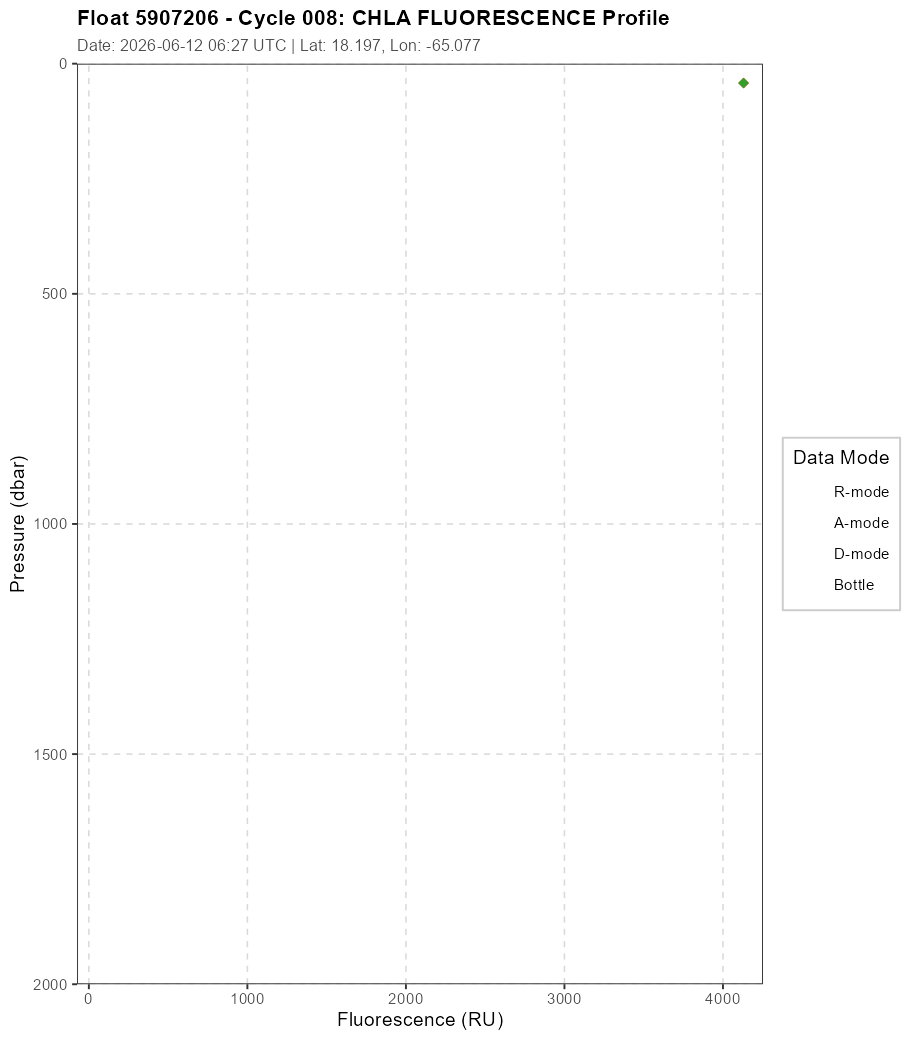 Float 5907206 - Cycle 008: CHLA FLUORESCENCE Profile
Date: 2026-06-12 06:27 UTC | Lat: 18.197, Lon: -65.077
0
500
1000
1500
2000
Pressure (dbar)
0 1000 2000 3000 4000
Fluorescence (RU)
Data Mode
R-mode
A-mode
D-mode
Bottle